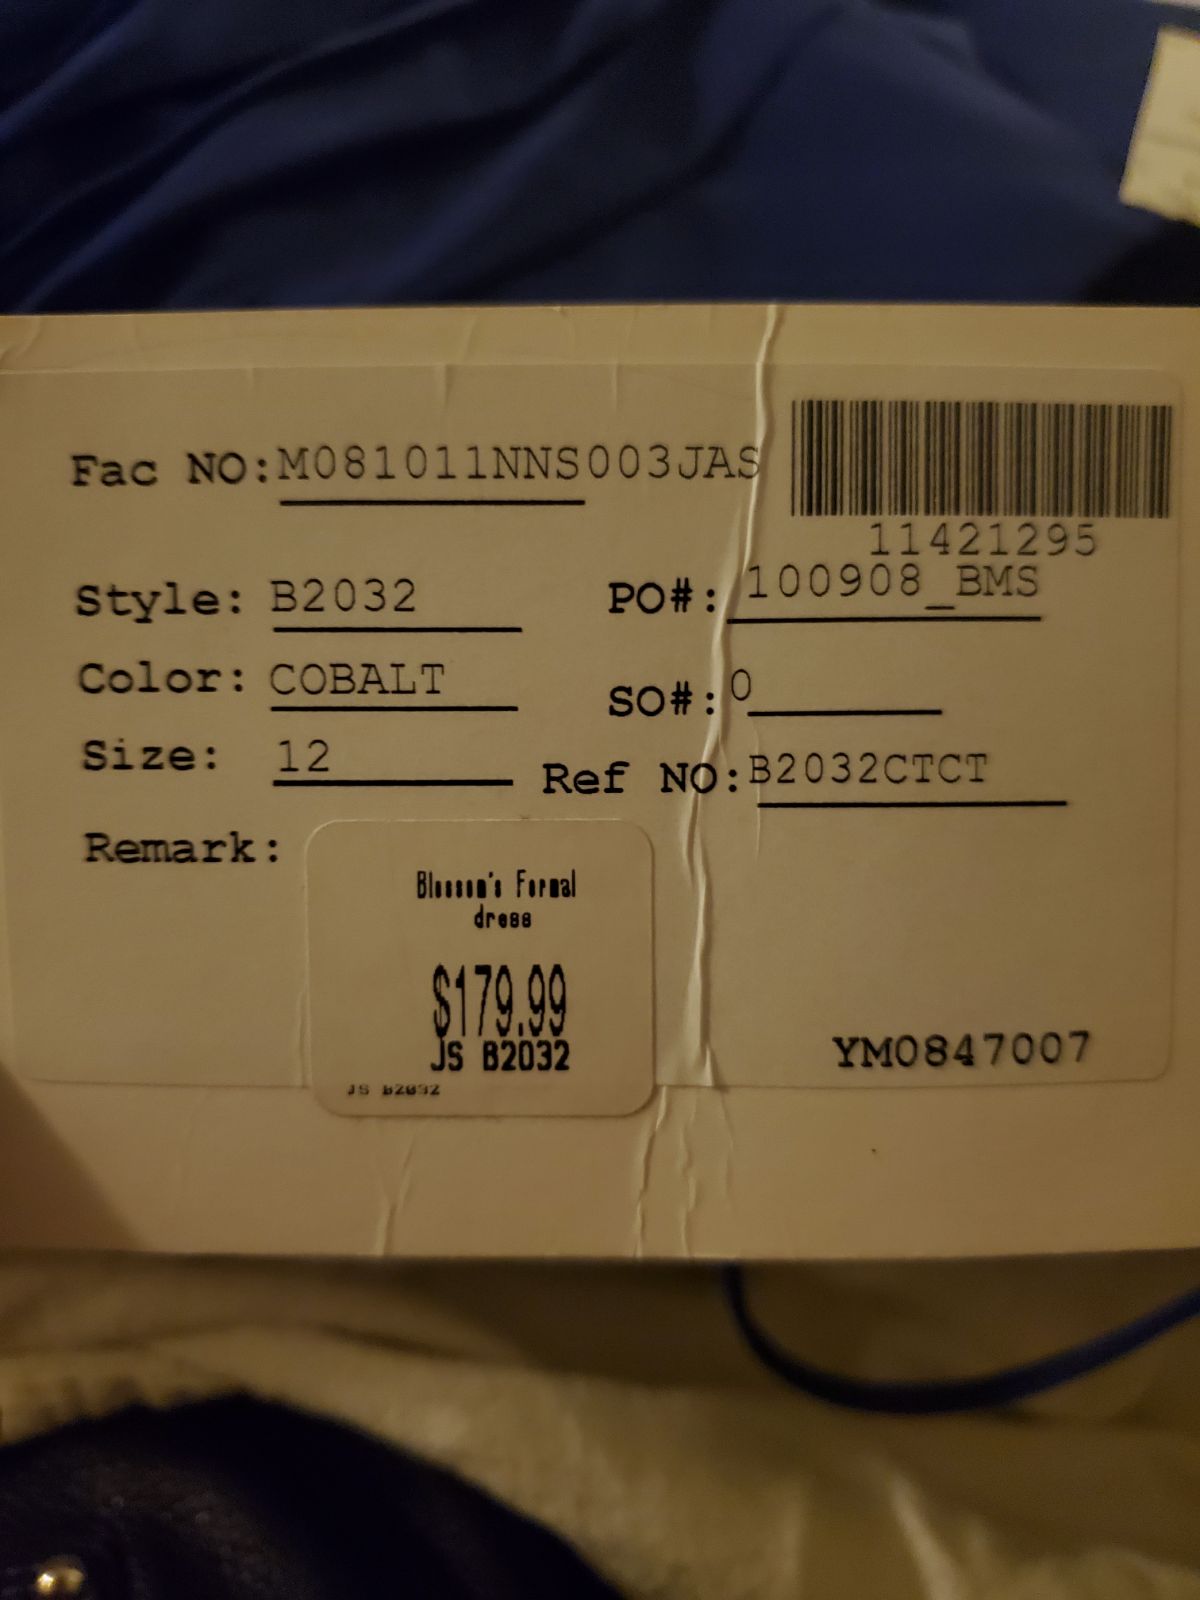 Fac NO: M081011NNS003JAS
11421295
Style: B2032
PO#: 100908_BMS
Color: COBALT
SO#: 0
Size: 12
Ref NO: B2032CTCT
Remark:
Blossom's Formal
dress
$179.99
JS B2032
JS B2032
YM0847007